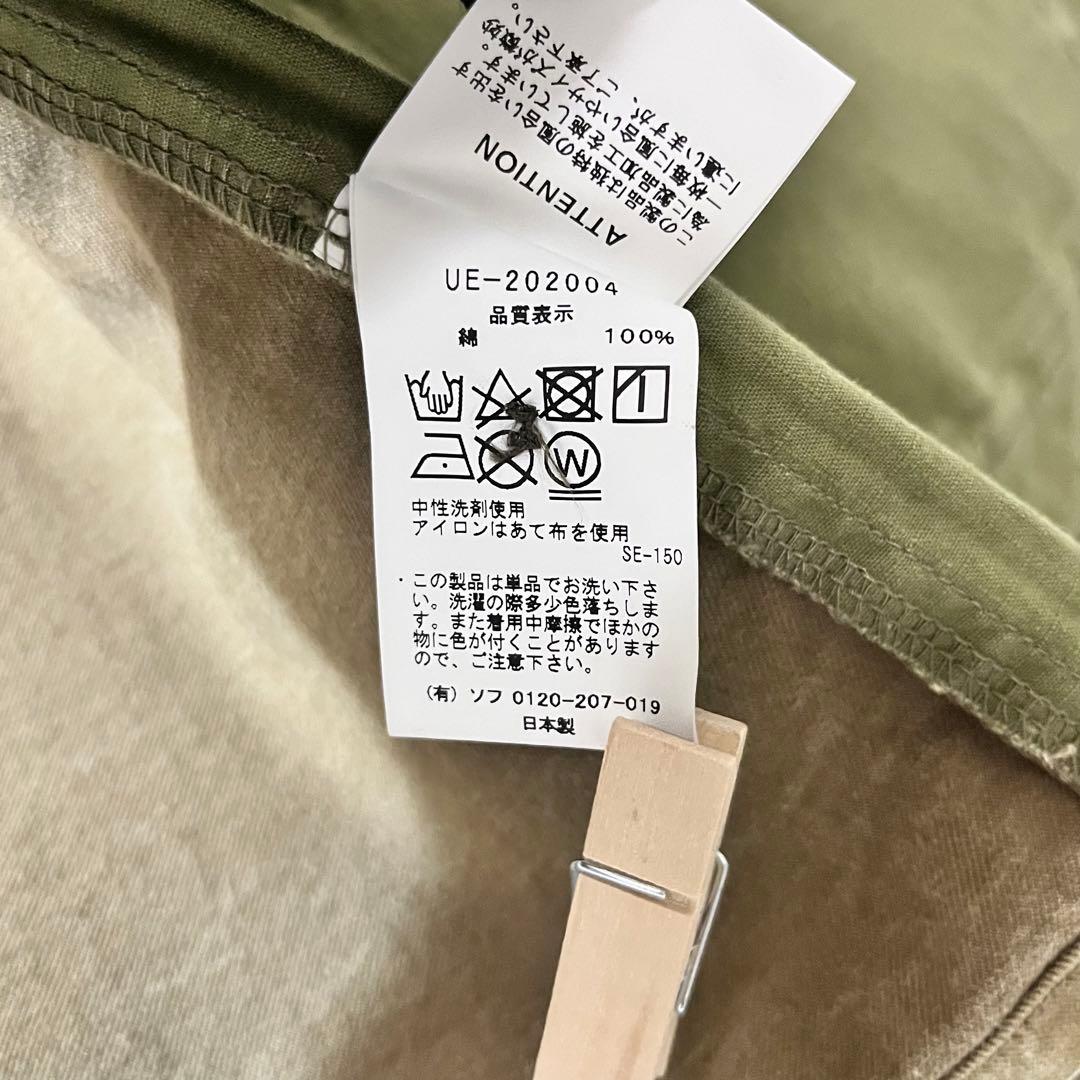 ATTENTION
この製品は独特の風合いを出す
為に製品加工を施しています。
一枚毎に風合いやサイズが微妙
に違いますが、ご了承下さい。
UE-202004
品質表示
綿 100%
W
中性洗剤使用
アイロンはあて布を使用
SE-150
・この製品は単品でお洗い下さ
い。洗濯の際多少色落ちしま
す。また着用中摩擦でほかの
物に色が付くことがあります
ので、ご注意下さい。
(有) ソフ 0120-207-019
日本製